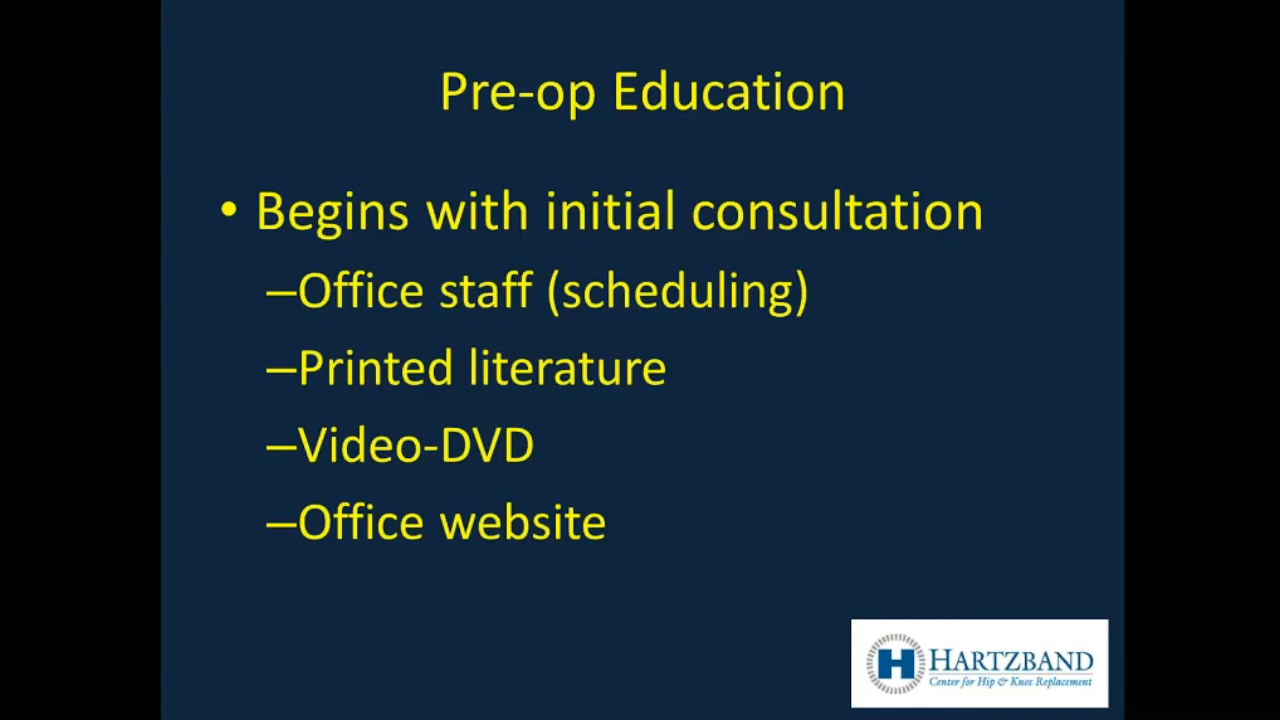 Pre-op Education
• Begins with initial consultation
–Office staff (scheduling)
–Printed literature
–Video-DVD
–Office website
H HARTZBAND
Center for Hip & Knee Replacement